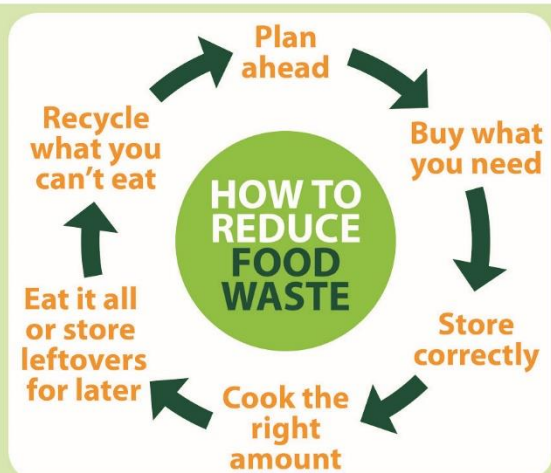 HOW TO
REDUCE
FOOD
WASTE
Plan
ahead
Buy what
you need
Store
correctly
Cook the
right
amount
Eat it all
or store
leftovers
for later
Recycle
what you
can't eat